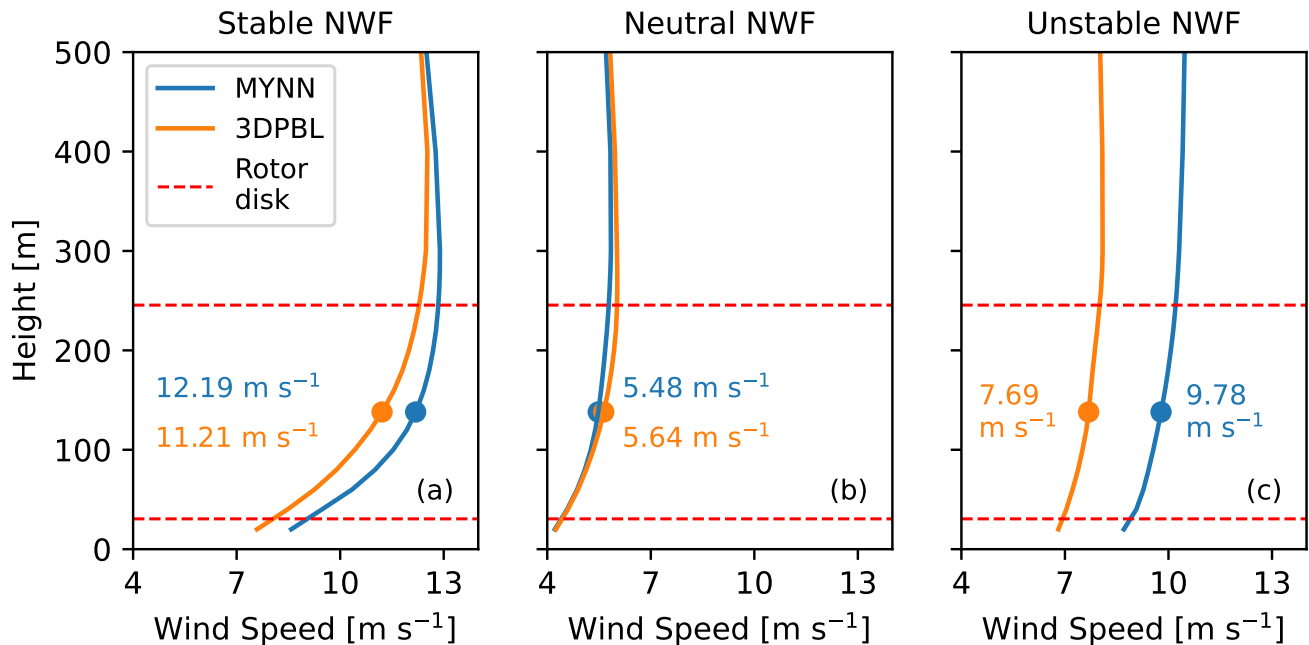 Stable NWF
Neutral NWF
Unstable NWF
Height [m]
500
400
300
200
100
0
MYNN
3DPBL
Rotor
disk
12.19 m s⁻¹
11.21 m s⁻¹
(a)
4 7 10 13
Wind Speed [m s⁻¹]
5.48 m s⁻¹
5.64 m s⁻¹
(b)
4 7 10 13
Wind Speed [m s⁻¹]
7.69
m s⁻¹
9.78
m s⁻¹
(c)
4 7 10 13
Wind Speed [m s⁻¹]